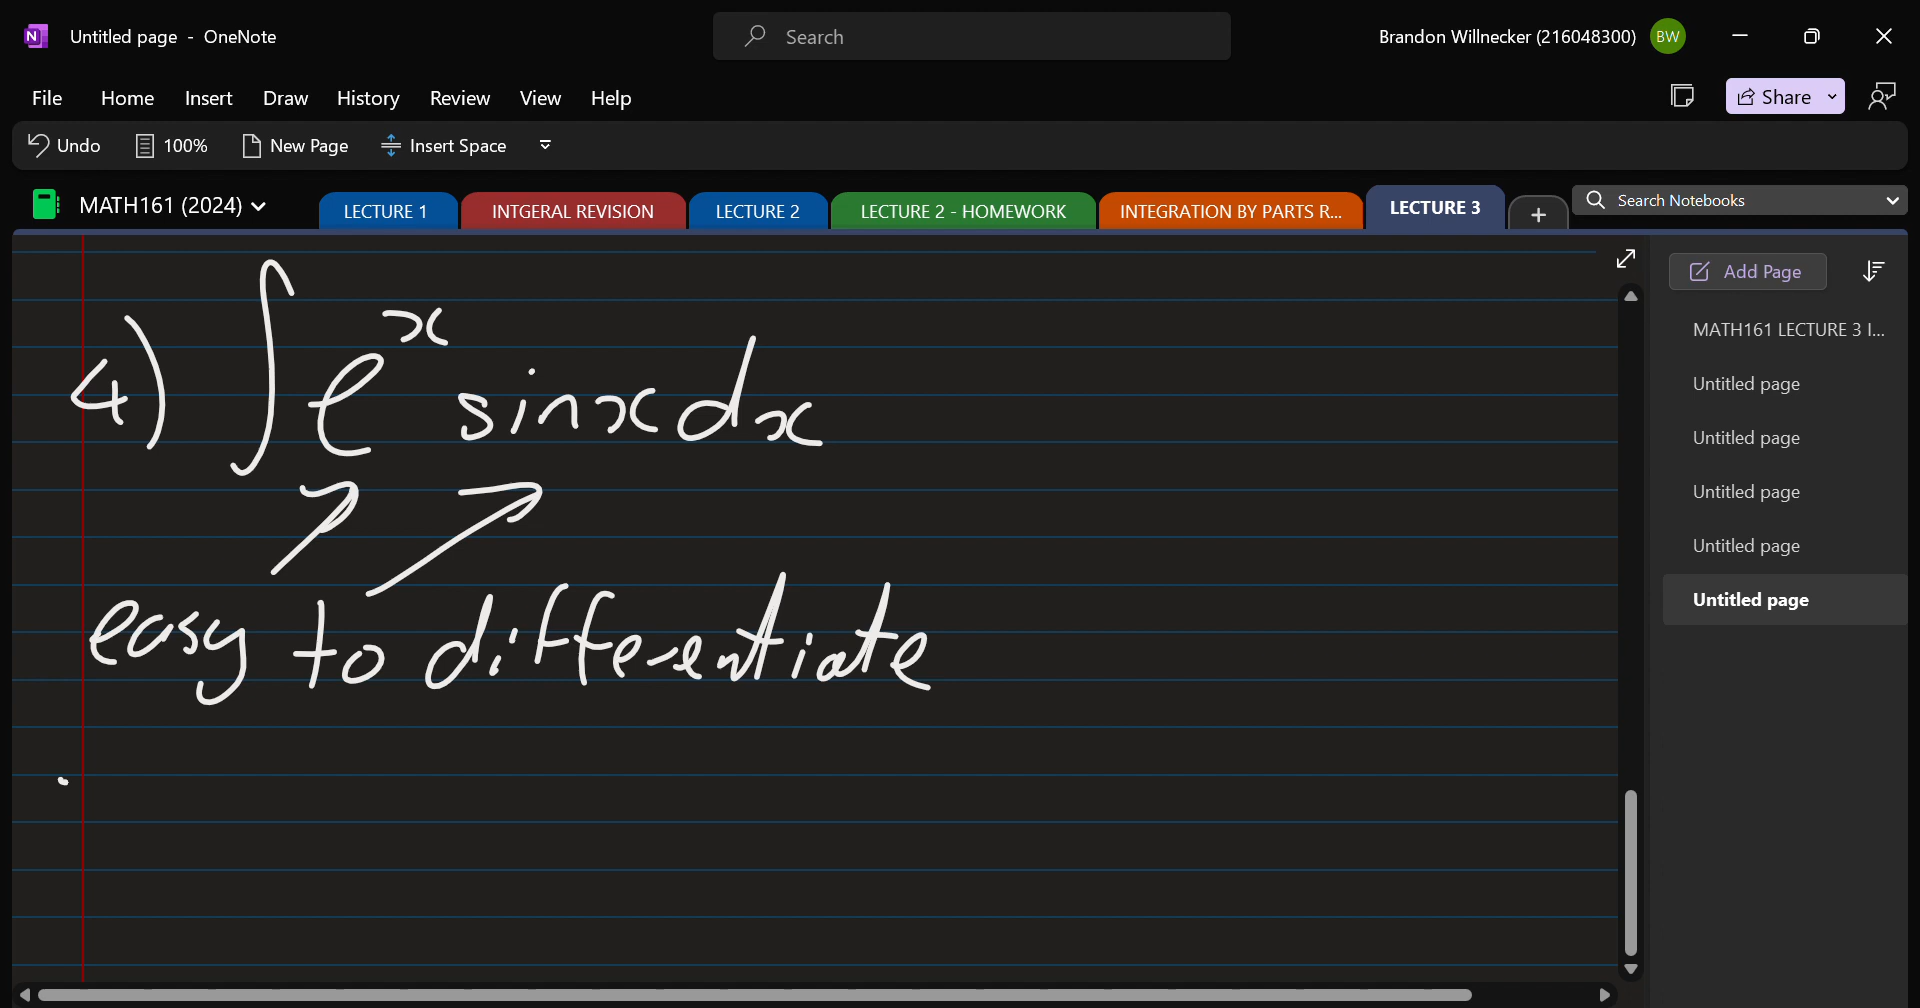 Untitled page - OneNote
Search
Brandon Willnecker (216048300)
BW
File Home Insert Draw History Review View Help
Share
Undo 100% New Page Insert Space
MATH161 (2024)
LECTURE 1
INTGERAL REVISION
LECTURE 2
LECTURE 2 - HOMEWORK
INTEGRATION BY PARTS R...
LECTURE 3
+
Search Notebooks
Add Page
MATH161 LECTURE 3 I...
Untitled page
Untitled page
Untitled page
Untitled page
Untitled page
4) ∫ e^x sinx dx
easy to differentiate